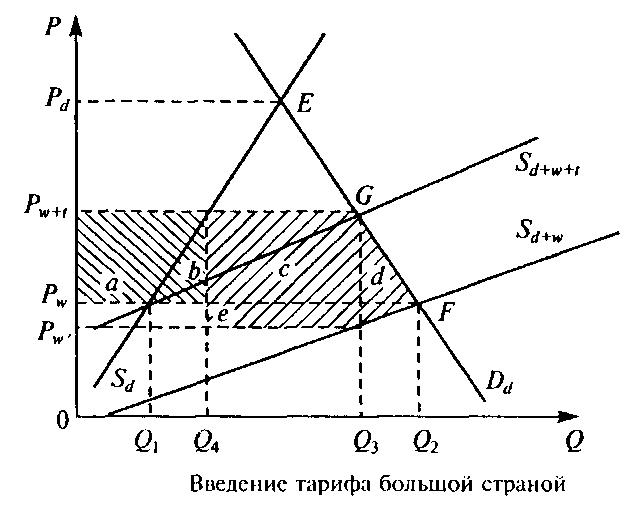 P
P_d
E
S_{d+w+t}
P_{w+t}
G
S_{d+w}
a
b
c
d
P_w
e
F
P_{w'}
S_d
D_d
0
Q_1
Q_4
Q_3
Q_2
Q
Введение тарифа большой страной